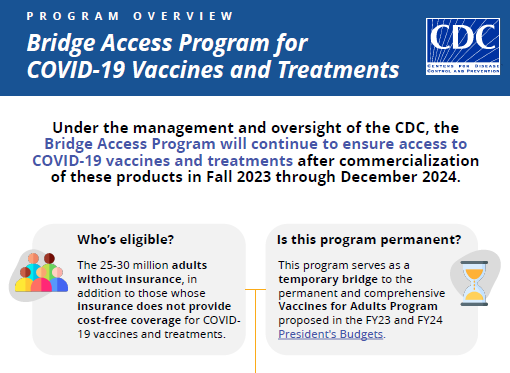 PROGRAM OVERVIEW
Bridge Access Program for
COVID-19 Vaccines and Treatments
CDC
CENTERS FOR DISEASE
CONTROL AND PREVENTION
Under the management and oversight of the CDC, the
Bridge Access Program will continue to ensure access to
COVID-19 vaccines and treatments after commercialization
of these products in Fall 2023 through December 2024.
Who's eligible?
The 25-30 million adults
without insurance, in
addition to those whose
insurance does not provide
cost-free coverage for COVID-
19 vaccines and treatments.
Is this program permanent?
This program serves as a
temporary bridge to the
permanent and comprehensive
Vaccines for Adults Program
proposed in the FY23 and FY24
President's Budgets.